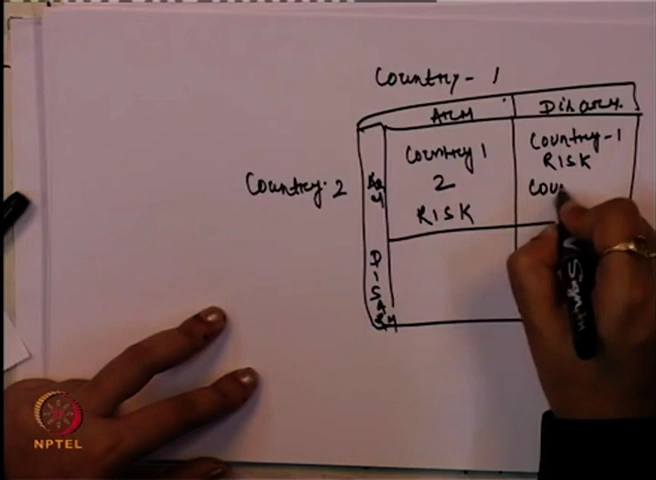 Country - 1
ARM Disarm.
Country-1
Country 1 RISK
Country. 2 2 Cou
RISK
DISARM
NPTEL